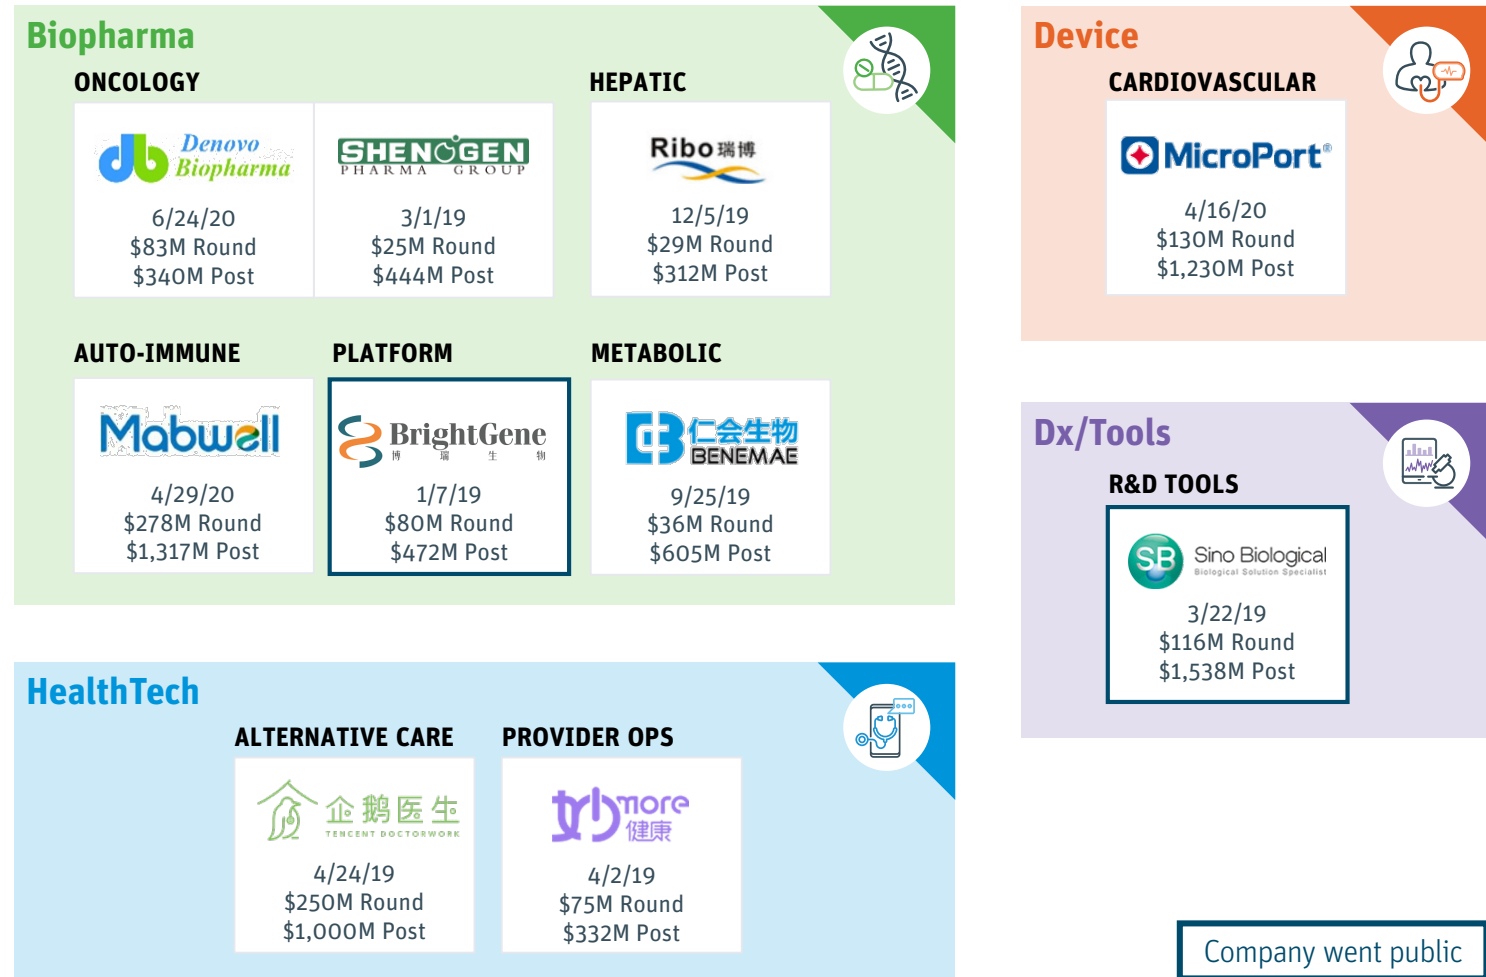 Biopharma
ONCOLOGY
Denovo
Biopharma
6/24/20
$83M Round
$340M Post
SHENOGEN
PHARMA GROUP
3/1/19
$25M Round
$444M Post
HEPATIC
Ribo 瑞博
12/5/19
$29M Round
$312M Post
AUTO-IMMUNE
Mabwell
4/29/20
$278M Round
$1,317M Post
PLATFORM
BrightGene
博 瑞 生 物
1/7/19
$80M Round
$472M Post
METABOLIC
仁会生物
BENEMAE
9/25/19
$36M Round
$605M Post
Device
CARDIOVASCULAR
MicroPort®
4/16/20
$130M Round
$1,230M Post
Dx/Tools
R&D TOOLS
SB Sino Biological
Biological Solution Specialist
3/22/19
$116M Round
$1,538M Post
HealthTech
ALTERNATIVE CARE
企鹅医生
TENCENT DOCTORWORK
4/24/19
$250M Round
$1,000M Post
PROVIDER OPS
妙more
健康
4/2/19
$75M Round
$332M Post
Company went public